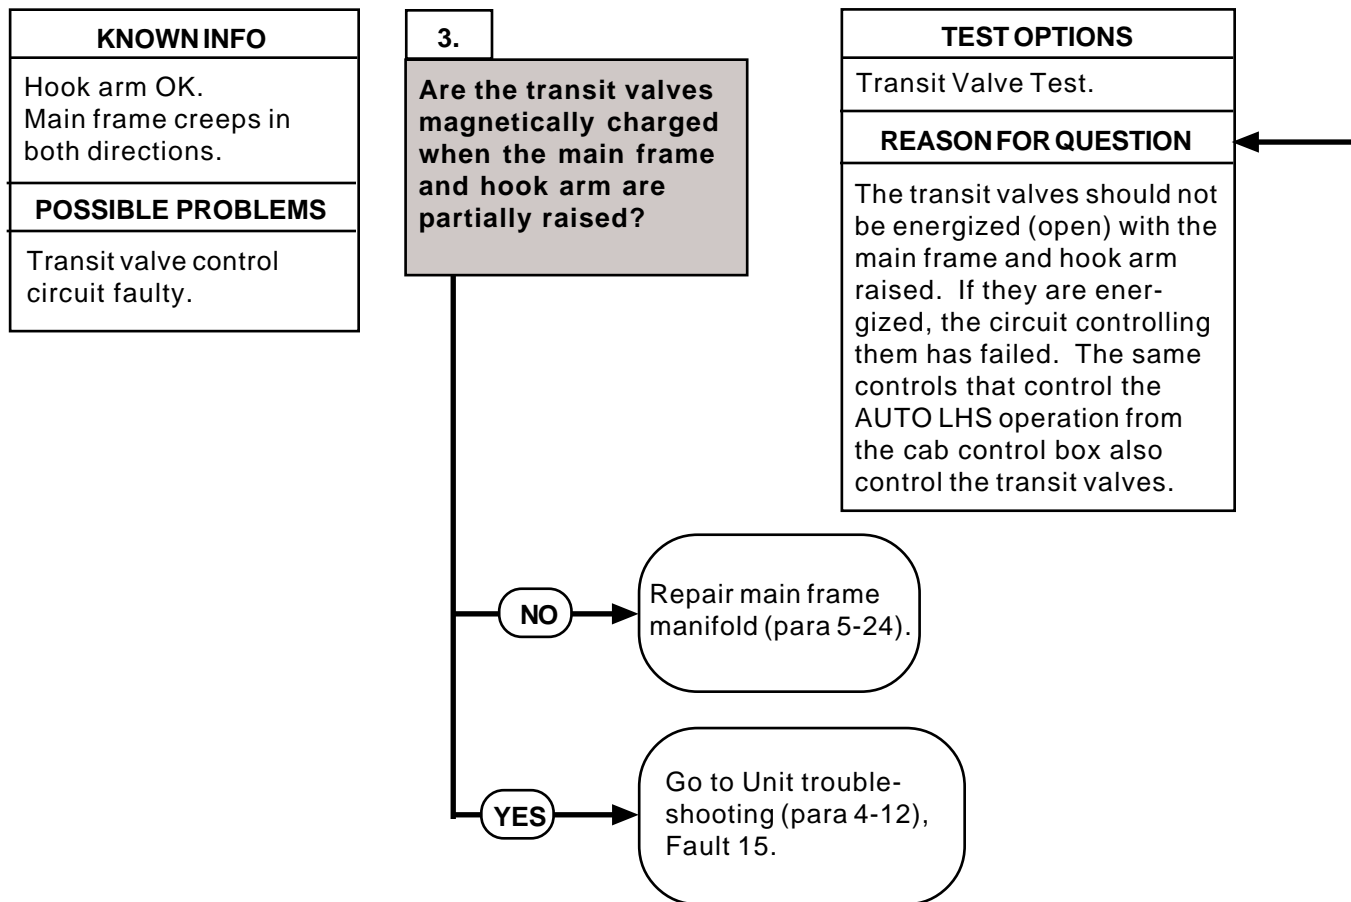 KNOWN INFO
Hook arm OK.
Main frame creeps in
both directions.
POSSIBLE PROBLEMS
Transit valve control
circuit faulty.
3.
Are the transit valves
magnetically charged
when the main frame
and hook arm are
partially raised?
TEST OPTIONS
Transit Valve Test.
REASON FOR QUESTION
The transit valves should not
be energized (open) with the
main frame and hook arm
raised.  If they are ener-
gized, the circuit controlling
them has failed.  The same
controls that control the
AUTO LHS operation from
the cab control box also
control the transit valves.
NO
Repair main frame
manifold (para 5-24).
YES
Go to Unit trouble-
shooting (para 4-12),
Fault 15.